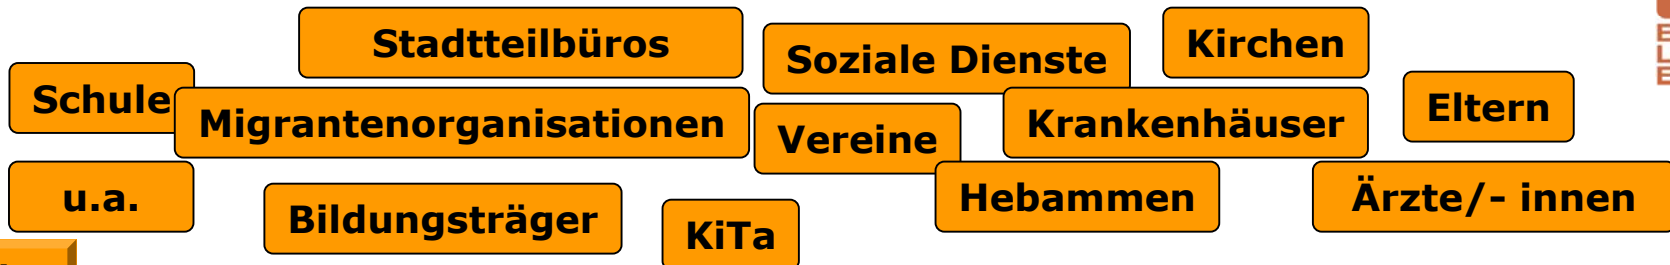 Stadtteilbüros
Soziale Dienste
Kirchen
Schule
Migrantenorganisationen
Vereine
Krankenhäuser
Eltern
u.a.
Bildungsträger
KiTa
Hebammen
Ärzte/- innen
E
L
E